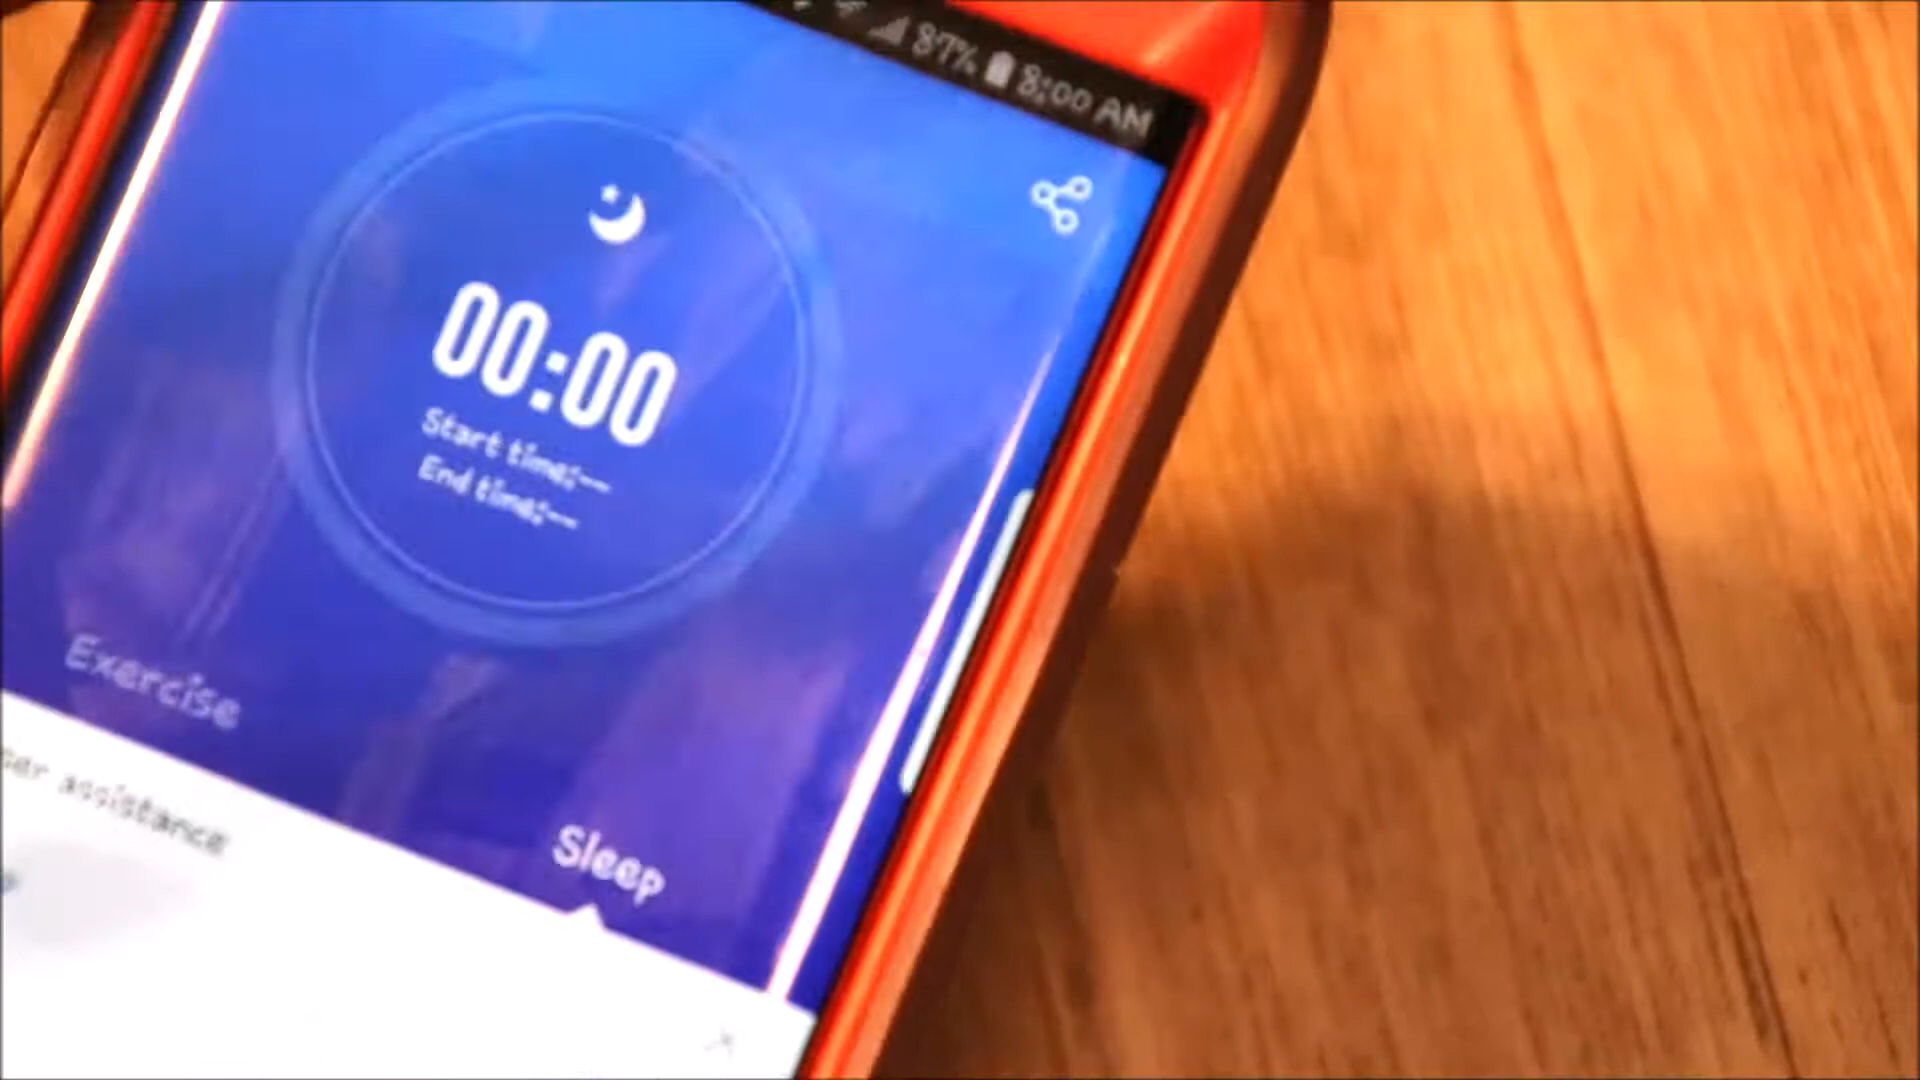 87% 8:00 AM
00:00
Start time:--
End time:--
Exercise
Sleep
assistance